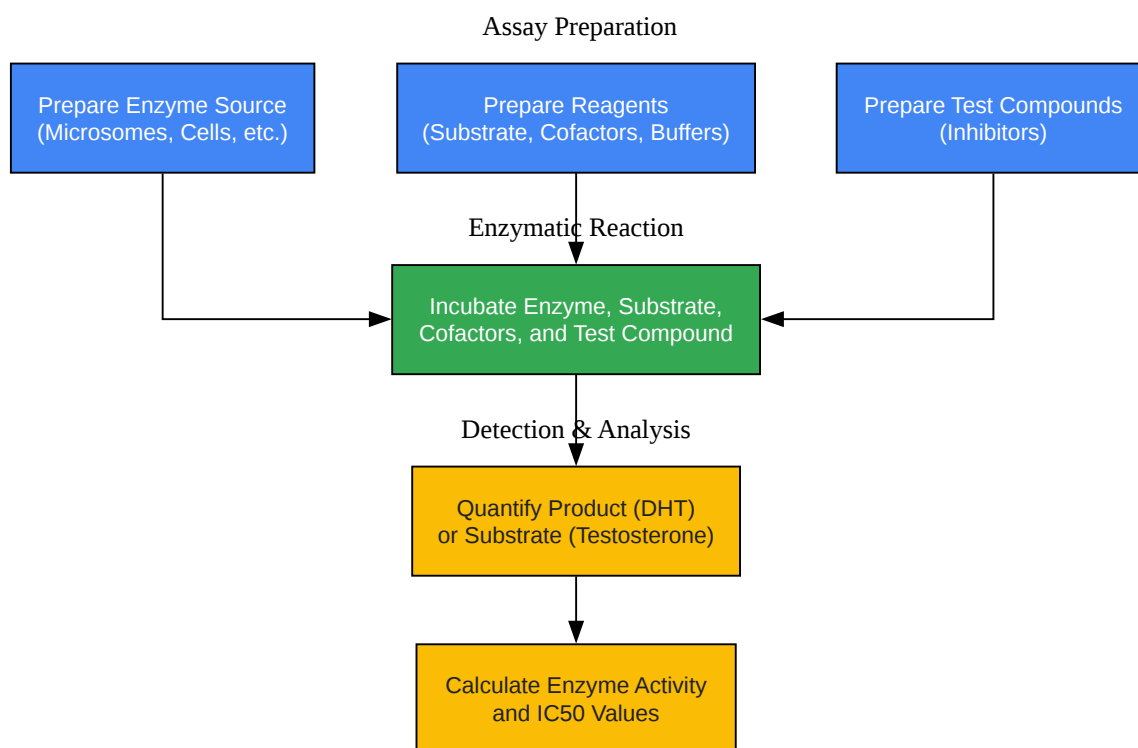 Assay Preparation
Prepare Enzyme Source
(Microsomes, Cells, etc.)
Prepare Reagents
(Substrate, Cofactors, Buffers)
Prepare Test Compounds
(Inhibitors)
Enzymatic Reaction
Incubate Enzyme, Substrate,
Cofactors, and Test Compound
Detection & Analysis
Quantify Product (DHT)
or Substrate (Testosterone)
Calculate Enzyme Activity
and IC50 Values